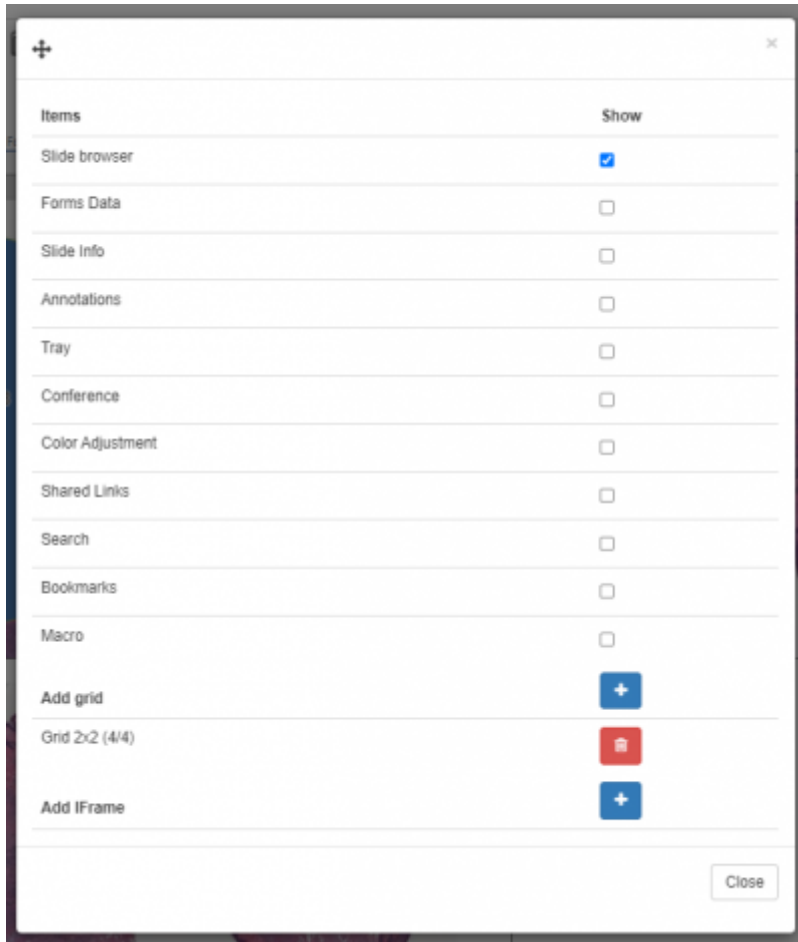 Items Show
Slide browser
Forms Data
Slide Info
Annotations
Tray
Conference
Color Adjustment
Shared Links
Search
Bookmarks
Macro
Add grid
Grid 2x2 (4/4)
Add IFrame
Close